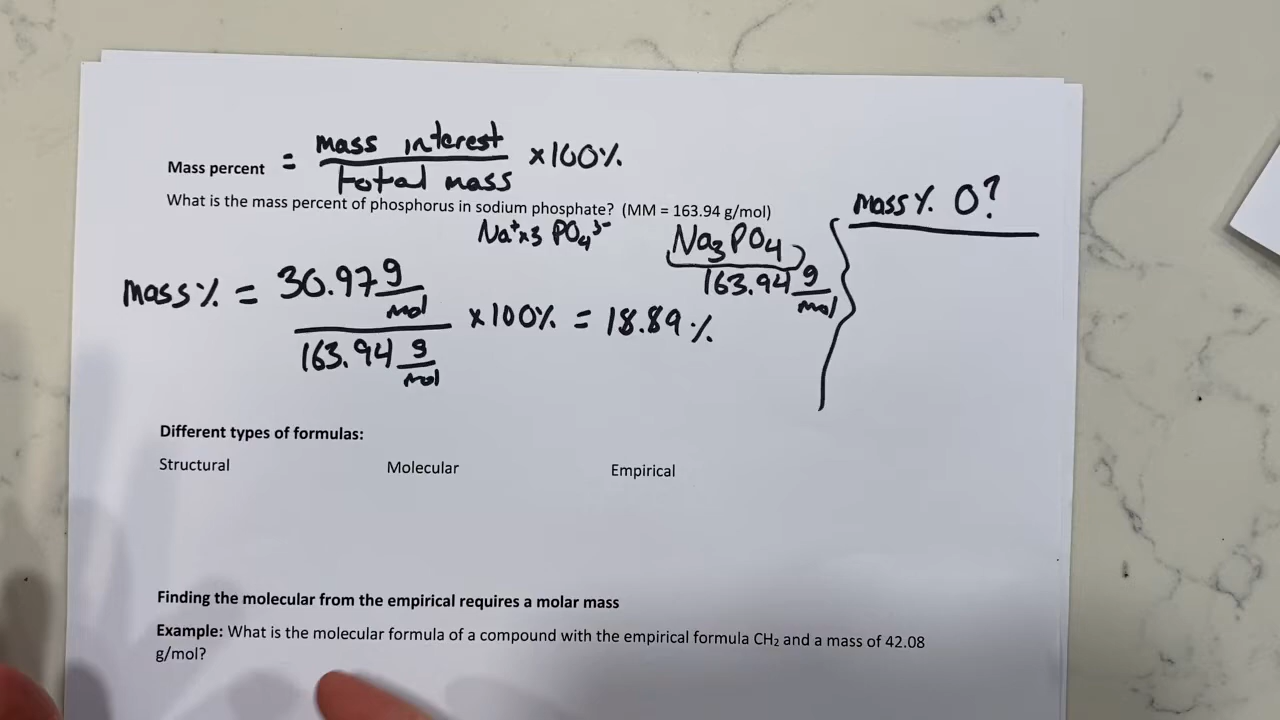 mass interest
Mass percent = ———— ×100%
total mass
What is the mass percent of phosphorus in sodium phosphate? (MM = 163.94 g/mol)
Na⁺×3 PO₄³⁻
Na₃PO₄
163.94 g/mol
mass % = 30.97 g/mol
———— ×100% = 18.89 %
163.94 g/mol
mass % O?
Different types of formulas:
Structural Molecular Empirical
Finding the molecular from the empirical requires a molar mass
Example: What is the molecular formula of a compound with the empirical formula CH₂ and a mass of 42.08
g/mol?